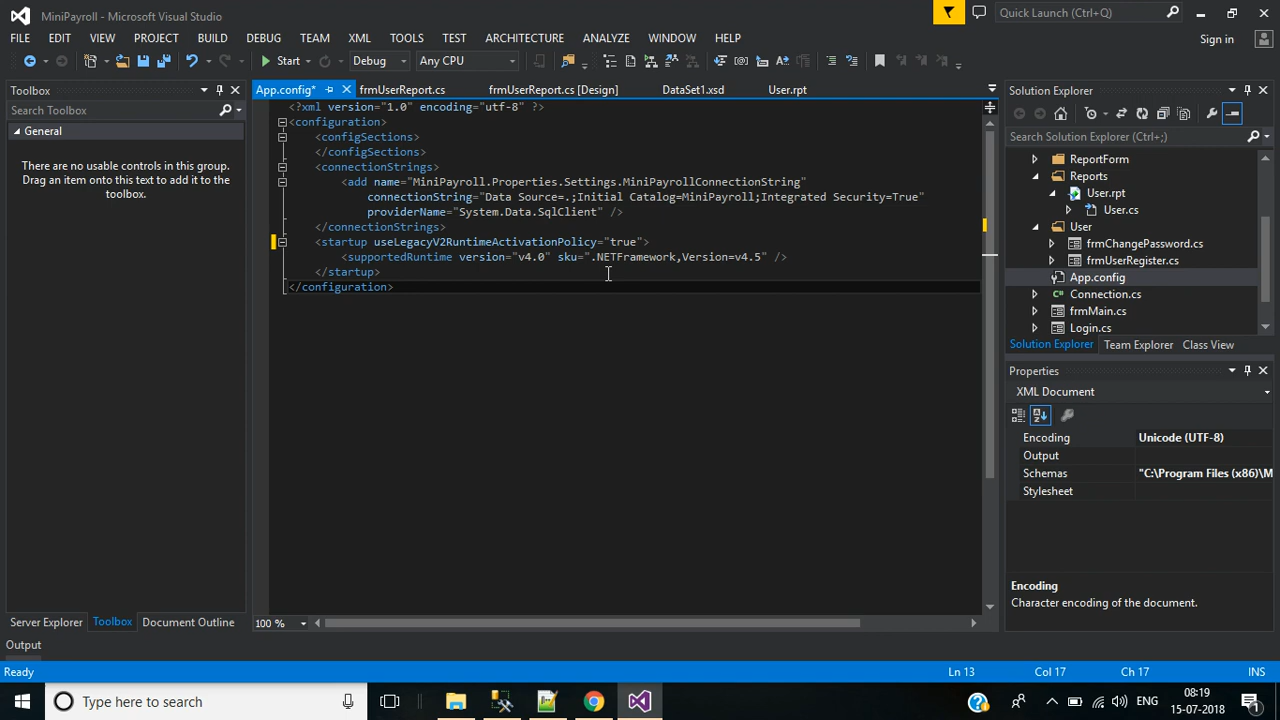 MiniPayroll - Microsoft Visual Studio
Quick Launch (Ctrl+Q)
FILE EDIT VIEW PROJECT BUILD DEBUG TEAM XML TOOLS TEST ARCHITECTURE ANALYZE WINDOW HELP
Sign in
Start Debug Any CPU
Toolbox
Search Toolbox
General
There are no usable controls in this group.
Drag an item onto this text to add it to the
toolbox.
Server Explorer Toolbox Document Outline
App.config* frmUserReport.cs frmUserReport.cs [Design] DataSet1.xsd User.rpt
<?xml version="1.0" encoding="utf-8" ?>
<configuration>
<configSections>
</configSections>
<connectionStrings>
<add name="MiniPayroll.Properties.Settings.MiniPayrollConnectionString"
connectionString="Data Source=.;Initial Catalog=MiniPayroll;Integrated Security=True"
providerName="System.Data.SqlClient" />
</connectionStrings>
<startup useLegacyV2RuntimeActivationPolicy="true">
<supportedRuntime version="v4.0" sku=".NETFramework,Version=v4.5" />
</startup>
</configuration>
100 %
Solution Explorer
Search Solution Explorer (Ctrl+;)
ReportForm
Reports
User.rpt
User.cs
User
frmChangePassword.cs
frmUserRegister.cs
App.config
Connection.cs
frmMain.cs
Login.cs
Solution Explorer Team Explorer Class View
Properties
XML Document
Encoding Unicode (UTF-8)
Output
Schemas "C:\Program Files (x86)\M
Stylesheet
Encoding
Character encoding of the document.
Output
Ready Ln 13 Col 17 Ch 17 INS
Type here to search
ENG
08:19
15-07-2018